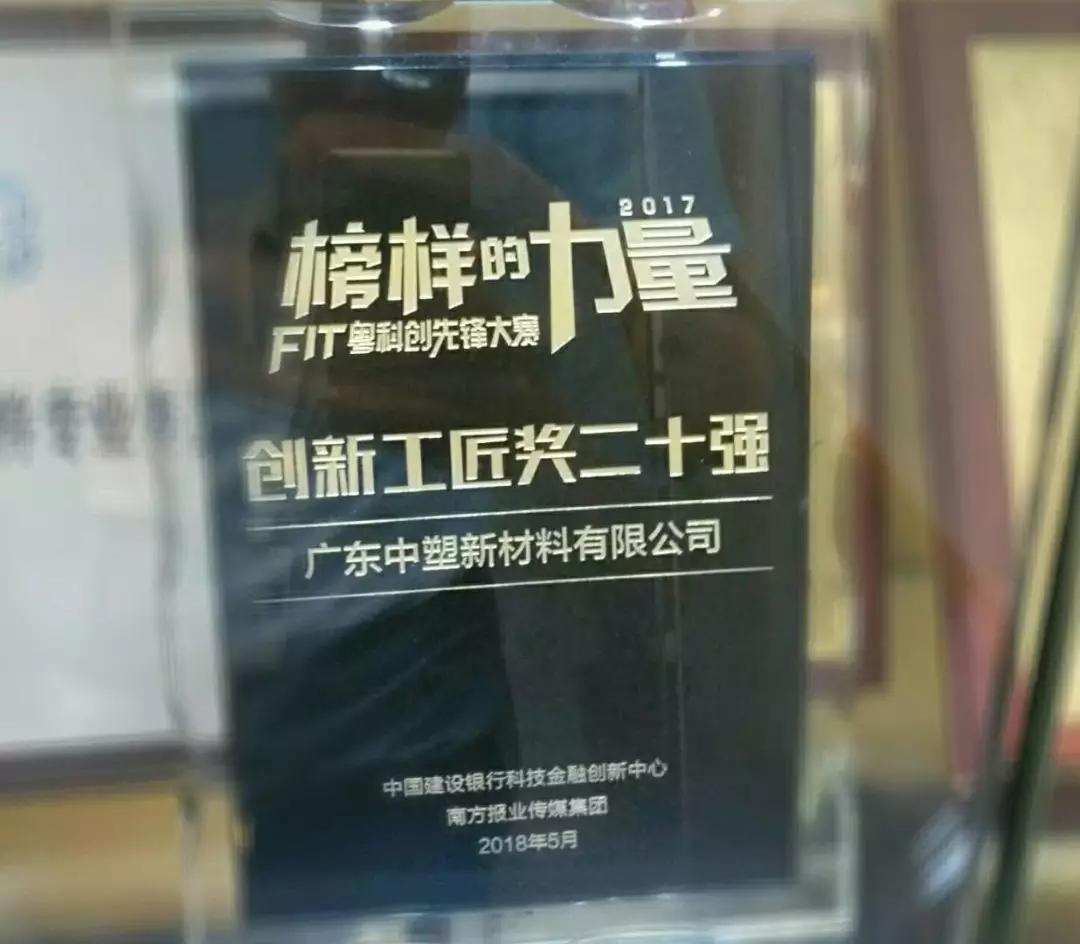 2017
榜样的力量
FIT粤科创先锋大赛
创新工匠奖二十强
广东中塑新材料有限公司
中国建设银行科技金融创新中心
南方报业传媒集团
2018年5月
专业